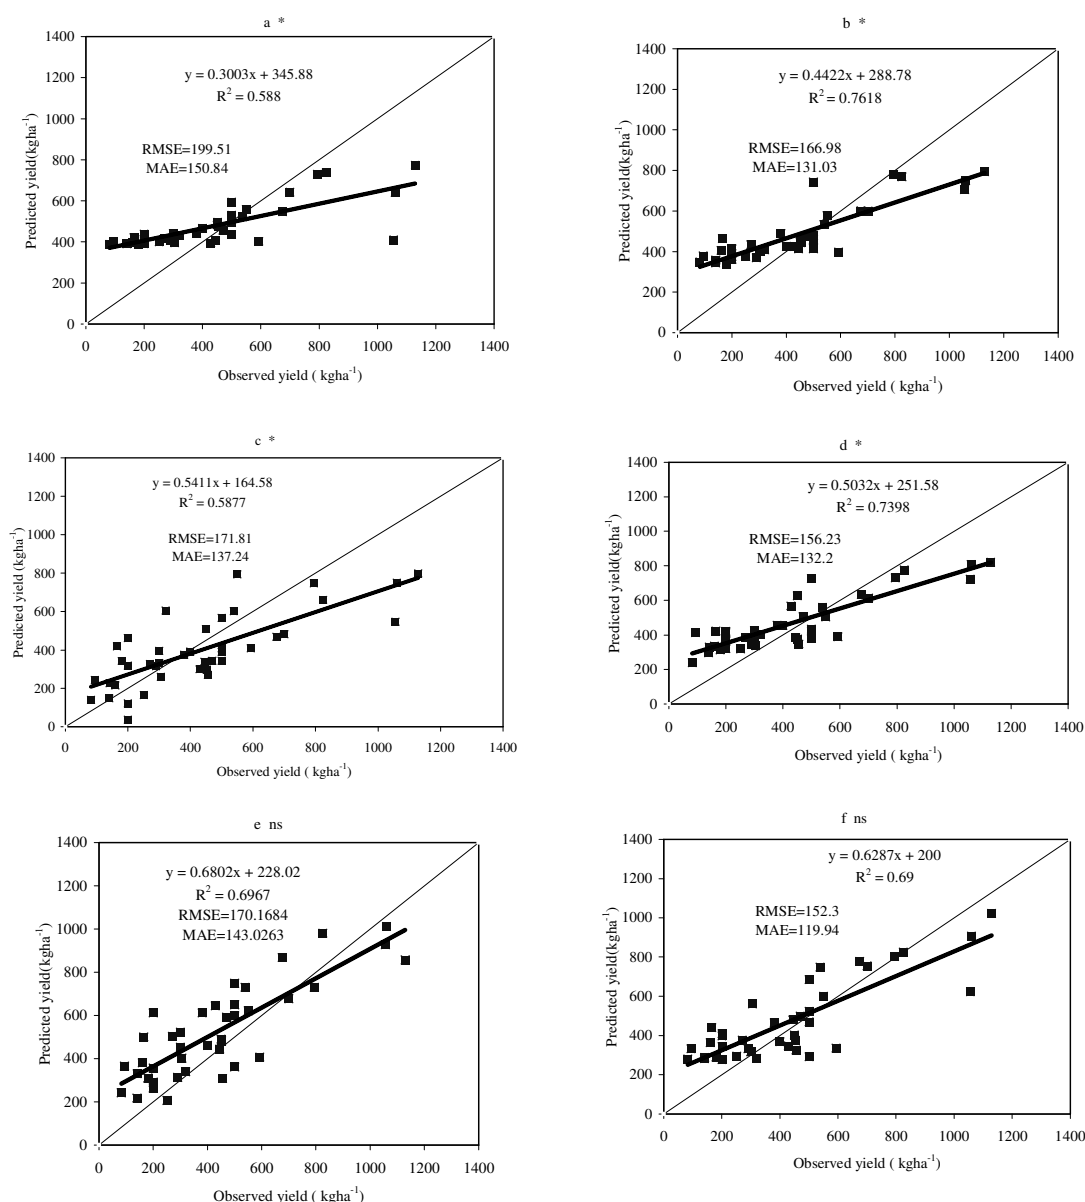 a *
y = 0.3003x + 345.88
R² = 0.588
RMSE=199.51
MAE=150.84
Predicted yield(kgha⁻¹)
1400
1200
1000
800
600
400
200
0
0 200 400 600 800 1000 1200 1400
Observed yield ( kgha⁻¹)
b *
y = 0.4422x + 288.78
R² = 0.7618
RMSE=166.98
MAE=131.03
Predicted yield(kgha⁻¹)
1400
1200
1000
800
600
400
200
0
0 200 400 600 800 1000 1200 1400
Observed yield ( kgha⁻¹)
c *
y = 0.5411x + 164.58
R² = 0.5877
RMSE=171.81
MAE=137.24
Predicted yield(kgha⁻¹)
1400
1200
1000
800
600
400
200
0
0 200 400 600 800 1000 1200 1400
Observed yield ( kgha⁻¹)
d *
y = 0.5032x + 251.58
R² = 0.7398
RMSE=156.23
MAE=132.2
Predicted yield(kgha⁻¹)
1400
1200
1000
800
600
400
200
0
0 200 400 600 800 1000 1200 1400
Observed yield ( kgha⁻¹)
e ns
y = 0.6802x + 228.02
R² = 0.6967
RMSE=170.1684
MAE=143.0263
Predicted yield(kgha⁻¹)
1400
1200
1000
800
600
400
200
0
0 200 400 600 800 1000 1200 1400
Observed yield ( kgha⁻¹)
f ns
y = 0.6287x + 200
R² = 0.69
RMSE=152.3
MAE=119.94
Predicted yield(kgha⁻¹)
1400
1200
1000
800
600
400
200
0
0 200 400 600 800 1000 1200 1400
Observed yield ( kgha⁻¹)